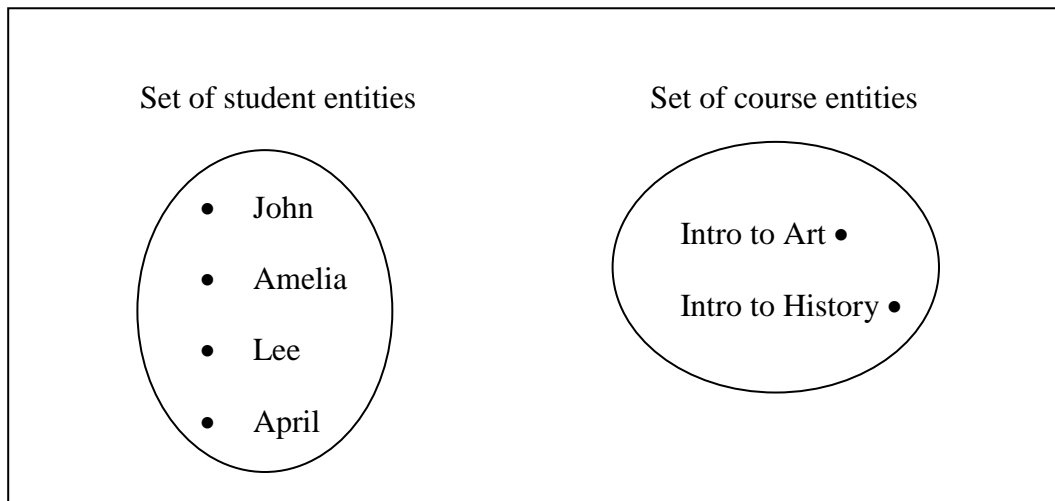 Set of student entities
Set of course entities
• John
• Amelia
• Lee
• April
Intro to Art •
Intro to History •